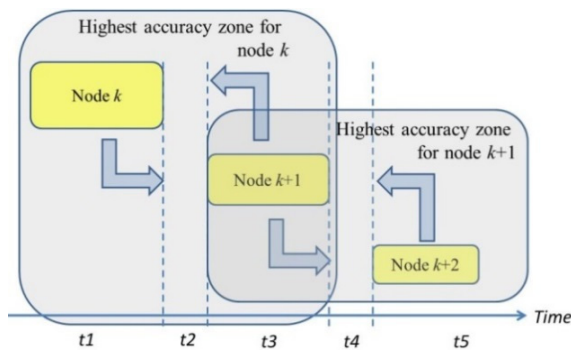 Highest accuracy zone for
node k
Node k
Highest accuracy zone
for node k+1
Node k+1
Node k+2
Time
t1 t2 t3 t4 t5